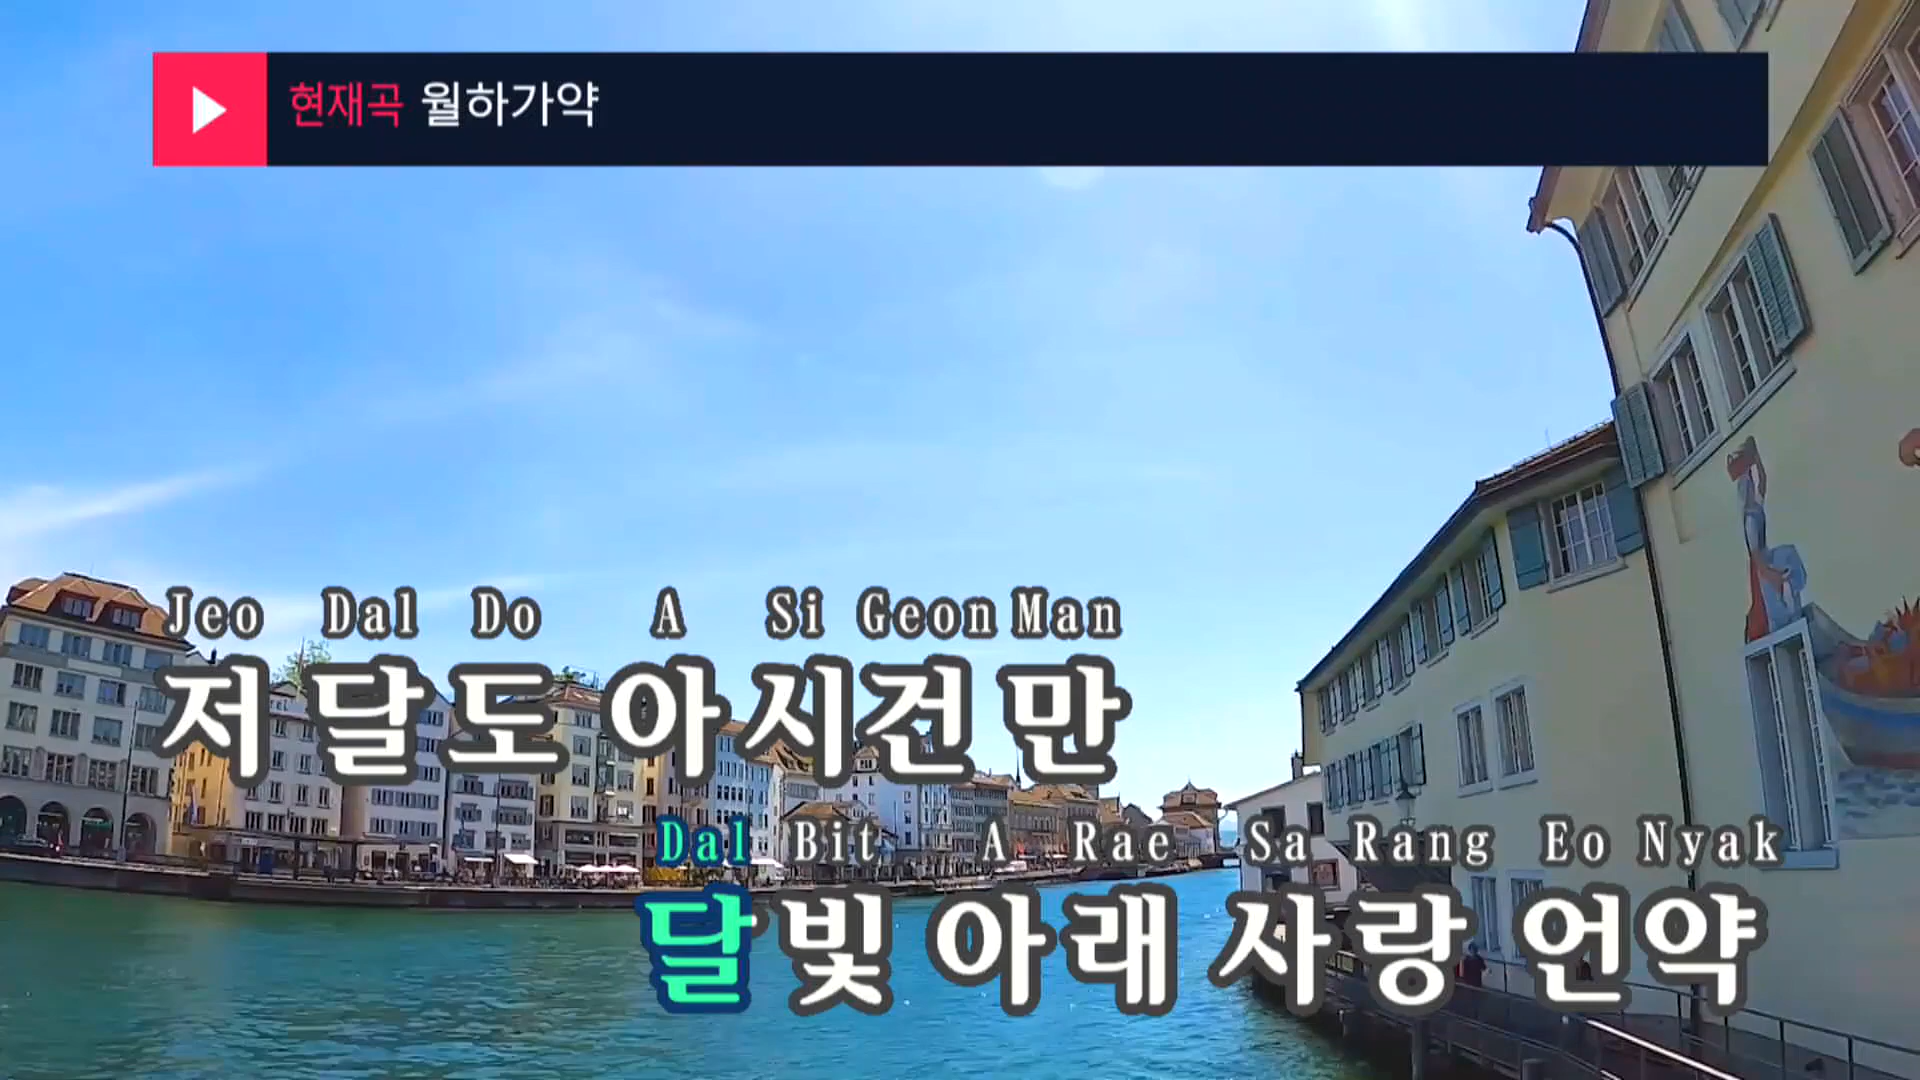 현재곡 월하가약
Jeo Dal Do A Si Geon Man
저 달도 아시건만
Dal Bit A Rae Sa Rang Eo Nyak
달빛 아래 사랑 언약